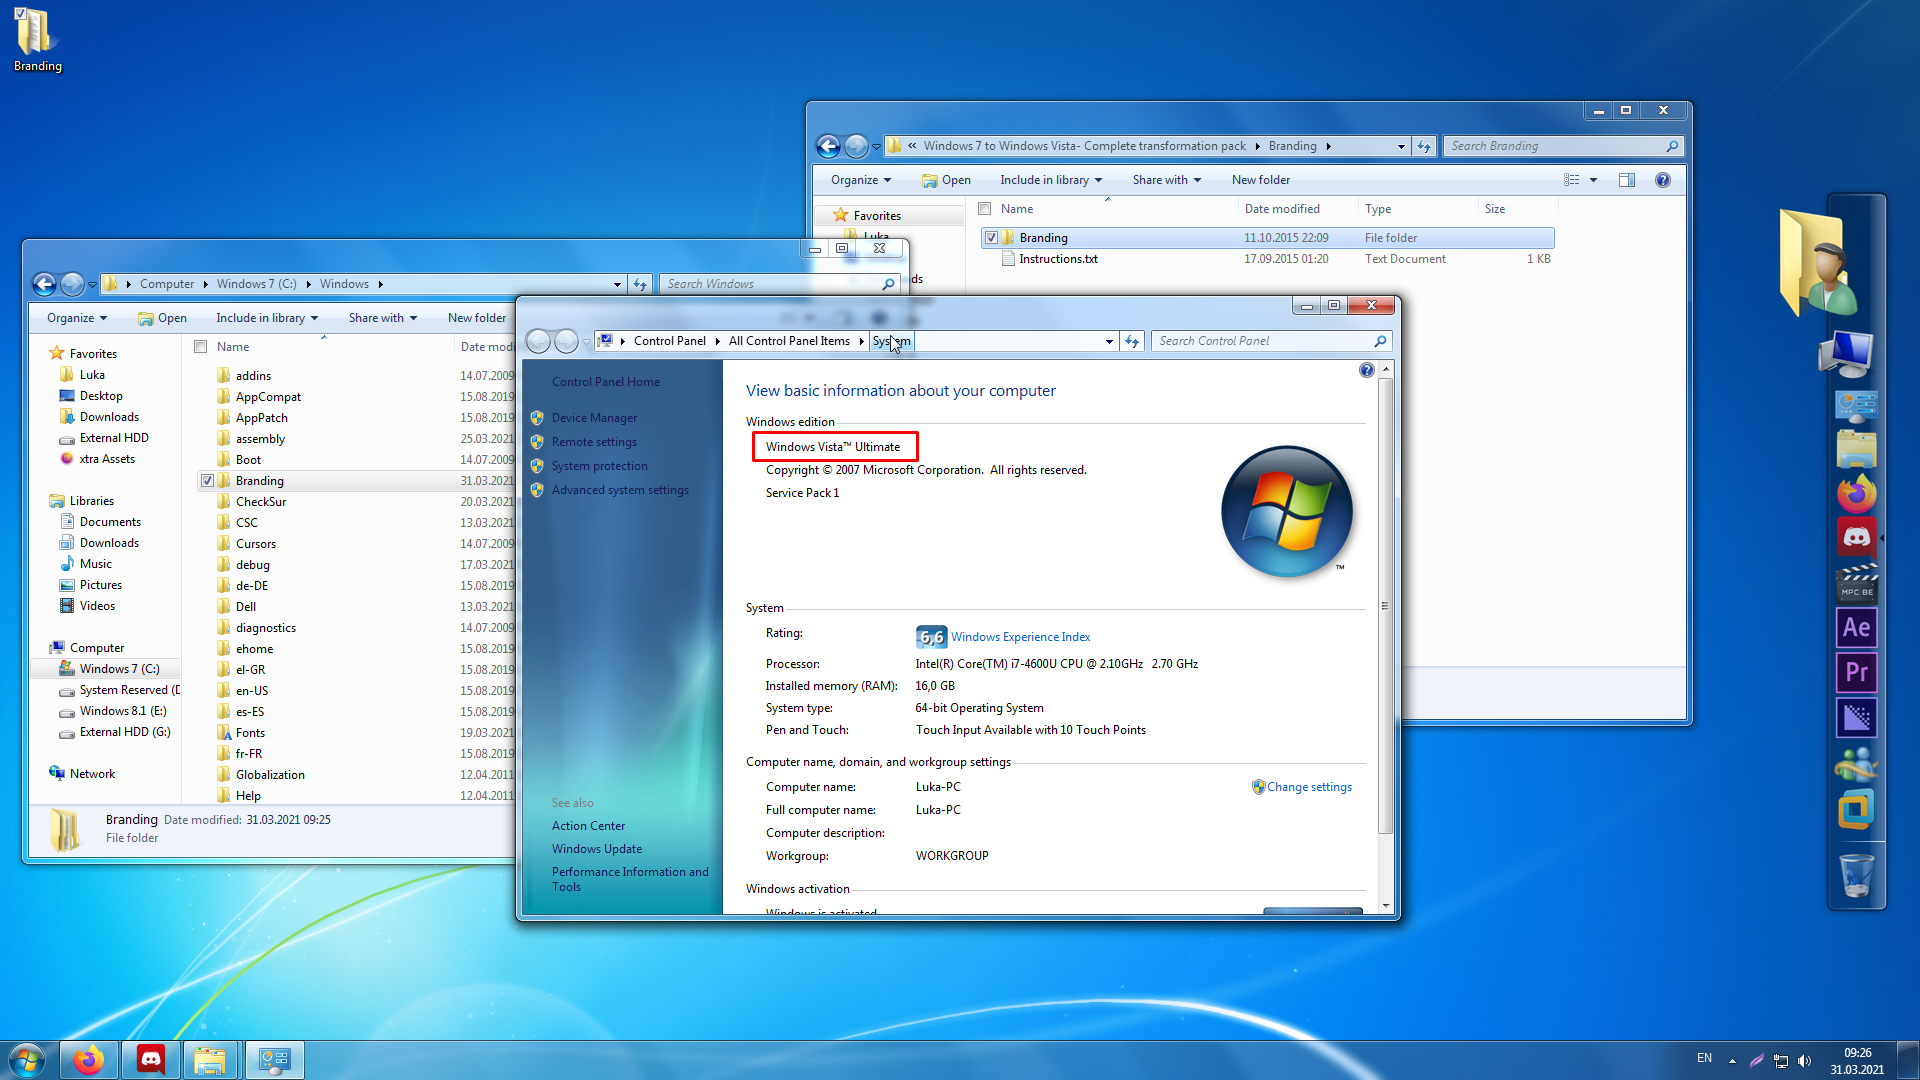 Branding
Windows 7 to Windows Vista- Complete transformation pack Branding
Search Branding
Organize
Open
Include in library
Share with
New folder
Favorites
Luka
Name
Date modified
Type
Size
Branding 11.10.2015 22:09 File folder
Instructions.txt 17.09.2015 01:20 Text Document 1 KB
Computer Windows 7 (C:) Windows
Search Windows
Organize
Open
Include in library
Share with
New folder
Favorites
Luka
Desktop
Downloads
External HDD
xtra Assets
Libraries
Documents
Downloads
Music
Pictures
Videos
Computer
Windows 7 (C:)
System Reserved (D
Windows 8.1 (E:)
External HDD (G:)
Network
Name Date modi
addins 14.07.2009
AppCompat 15.08.2019
AppPatch 15.08.2019
assembly 25.03.2021
Boot 14.07.2009
Branding 31.03.2021
CheckSur 20.03.2021
CSC 13.03.2021
Cursors 14.07.2009
debug 17.03.2021
de-DE 15.08.2019
Dell 13.03.2021
diagnostics 14.07.2009
ehome 15.08.2019
el-GR 15.08.2019
en-US 15.08.2019
es-ES 15.08.2019
Fonts 19.03.2021
fr-FR 15.08.2019
Globalization 12.04.2011
Help 12.04.2011
Branding Date modified: 31.03.2021 09:25
File folder
Control Panel All Control Panel Items System
Search Control Panel
Control Panel Home
Device Manager
Remote settings
System protection
Advanced system settings
See also
Action Center
Windows Update
Performance Information and
Tools
View basic information about your computer
Windows edition
Windows Vista™ Ultimate
Copyright © 2007 Microsoft Corporation. All rights reserved.
Service Pack 1
™
System
Rating: 6,6 Windows Experience Index
Processor: Intel(R) Core(TM) i7-4600U CPU @ 2.10GHz 2.70 GHz
Installed memory (RAM): 16,0 GB
System type: 64-bit Operating System
Pen and Touch: Touch Input Available with 10 Touch Points
Computer name, domain, and workgroup settings
Computer name: Luka-PC
Change settings
Full computer name: Luka-PC
Computer description:
Workgroup: WORKGROUP
Windows activation
Windows is activated
MPC BE
Ae
Pr
EN
09:26
31.03.2021